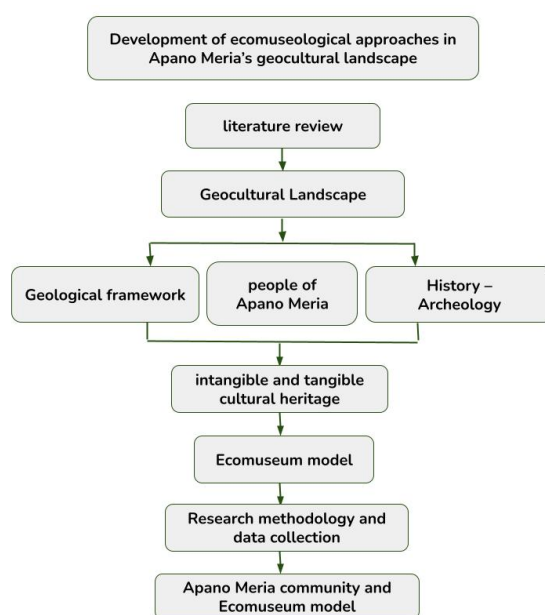 Development of ecomuseological approaches in
Apano Meria's geocultural landscape
literature review
Geocultural Landscape
Geological framework
people of
Apano Meria
History –
Archeology
intangible and tangible
cultural heritage
Ecomuseum model
Research methodology and
data collection
Apano Meria community and
Ecomuseum model